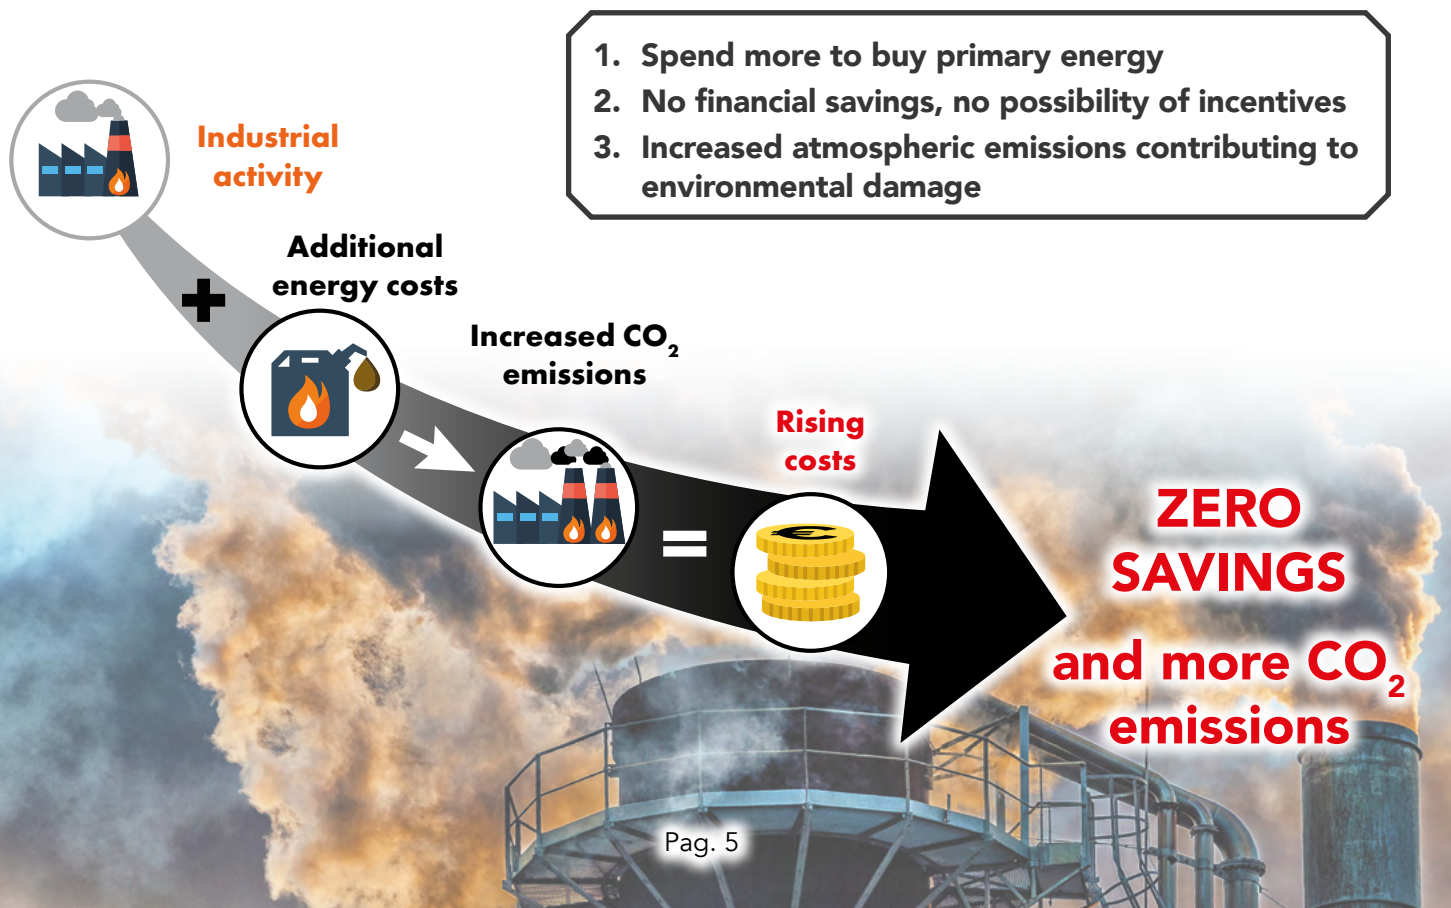 1. Spend more to buy primary energy
2. No financial savings, no possibility of incentives
3. Increased atmospheric emissions contributing to
environmental damage
Industrial
activity
Additional
energy costs
Increased CO₂
emissions
Rising
costs
€
ZERO
SAVINGS
and more CO₂
emissions
Pag. 5